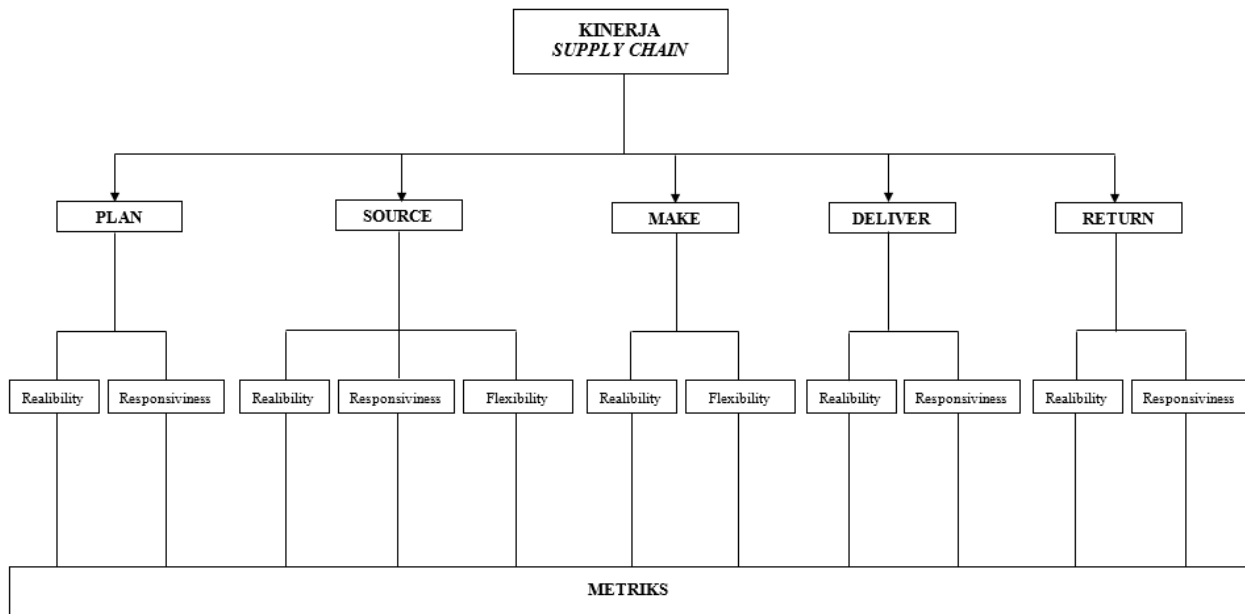 KINERJA
SUPPLY CHAIN
PLAN
SOURCE
MAKE
DELIVER
RETURN
Realibility
Responsiviness
Realibility
Responsiveness
Flexibility
Realibility
Flexibility
Realibility
Responsiviness
Realibility
Responsiviness
METRIKS